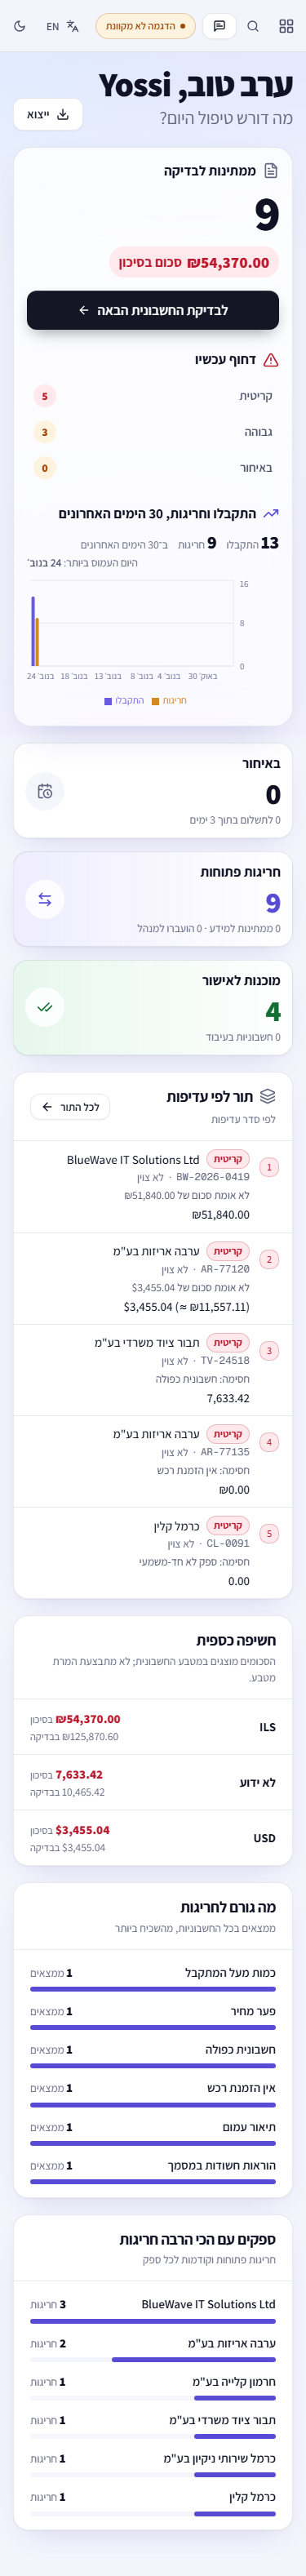 הדגמה לא מקוונת
EN
ערב טוב, Yossi
מה דורש טיפול היום?
ייצוא
ממתינות לבדיקה
9
₪54,370.00 סכום בסיכון
לבדיקת החשבונית הבאה
דחוף עכשיו
קריטית 5
גבוהה 3
באיחור 0
התקבלו וחריגות, 30 הימים האחרונים
13 התקבלו 9 חריגות ב־30 הימים האחרונים
היום העמוס ביותר: 24 בנוב׳
16
8
0
24 בנוב׳ 18 בנוב׳ 13 בנוב׳ 8 בנוב׳ 4 בנוב׳ 30 באוק׳
התקבלו חריגות
באיחור
0
0 לתשלום בתוך 3 ימים
חריגות פתוחות
9
0 ממתינות למידע · 0 הועברו למנהל
מוכנות לאישור
4
0 חשבוניות בעיבוד
תור לפי עדיפות
לפי סדר עדיפות
לכל התור
1 קריטית BlueWave IT Solutions Ltd
BW-2026-0419 · לא צוין
לא אומת סכום של ₪51,840.00
₪51,840.00
2 קריטית ערבה אריזות בע"מ
AR-77120 · לא צוין
לא אומת סכום של $3,455.04
$3,455.04 (≈ ₪11,557.11)
3 קריטית תבור ציוד משרדי בע"מ
TV-24518 · לא צוין
חסימה: חשבונית כפולה
7,633.42
4 קריטית ערבה אריזות בע"מ
AR-77135 · לא צוין
חסימה: אין הזמנת רכש
₪0.00
5 קריטית כרמל קלין
CL-0091 · לא צוין
חסימה: ספק לא חד-משמעי
0.00
חשיפה כספית
הסכומים מוצגים במטבע החשבונית; לא מתבצעת המרת
מטבע.
ILS
₪54,370.00 בסיכון
₪125,870.60 בבדיקה
לא ידוע
7,633.42 בסיכון
10,465.42 בבדיקה
USD
$3,455.04 בסיכון
$3,455.04 בבדיקה
מה גורם לחריגות
ממצאים בכל החשבוניות, מהשכיח ביותר
כמות מעל המתקבל 1 ממצאים
פער מחיר 1 ממצאים
חשבונית כפולה 1 ממצאים
אין הזמנת רכש 1 ממצאים
תיאור עמום 1 ממצאים
הוראות חשודות במסמך 1 ממצאים
ספקים עם הכי הרבה חריגות
חריגות פתוחות וקודמות לכל ספק
BlueWave IT Solutions Ltd 3 חריגות
ערבה אריזות בע"מ 2 חריגות
חרמון קלייה בע"מ 1 חריגות
תבור ציוד משרדי בע"מ 1 חריגות
כרמל שירותי ניקיון בע"מ 1 חריגות
כרמל קלין 1 חריגות